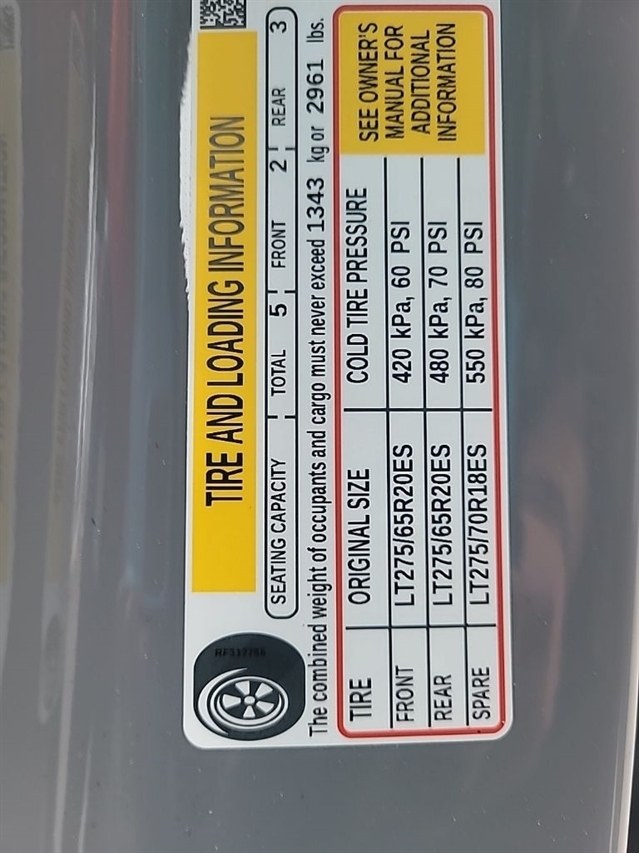 TIRE AND LOADING INFORMATION
SEATING CAPACITY TOTAL 5 FRONT 2 REAR 3
The combined weight of occupants and cargo must never exceed 1343 kg or 2961 lbs.
TIRE ORIGINAL SIZE COLD TIRE PRESSURE
FRONT LT275/65R20ES 420 kPa, 60 PSI
REAR LT275/65R20ES 480 kPa, 70 PSI
SPARE LT275/70R18ES 550 kPa, 80 PSI
SEE OWNER'S
MANUAL FOR
ADDITIONAL
INFORMATION